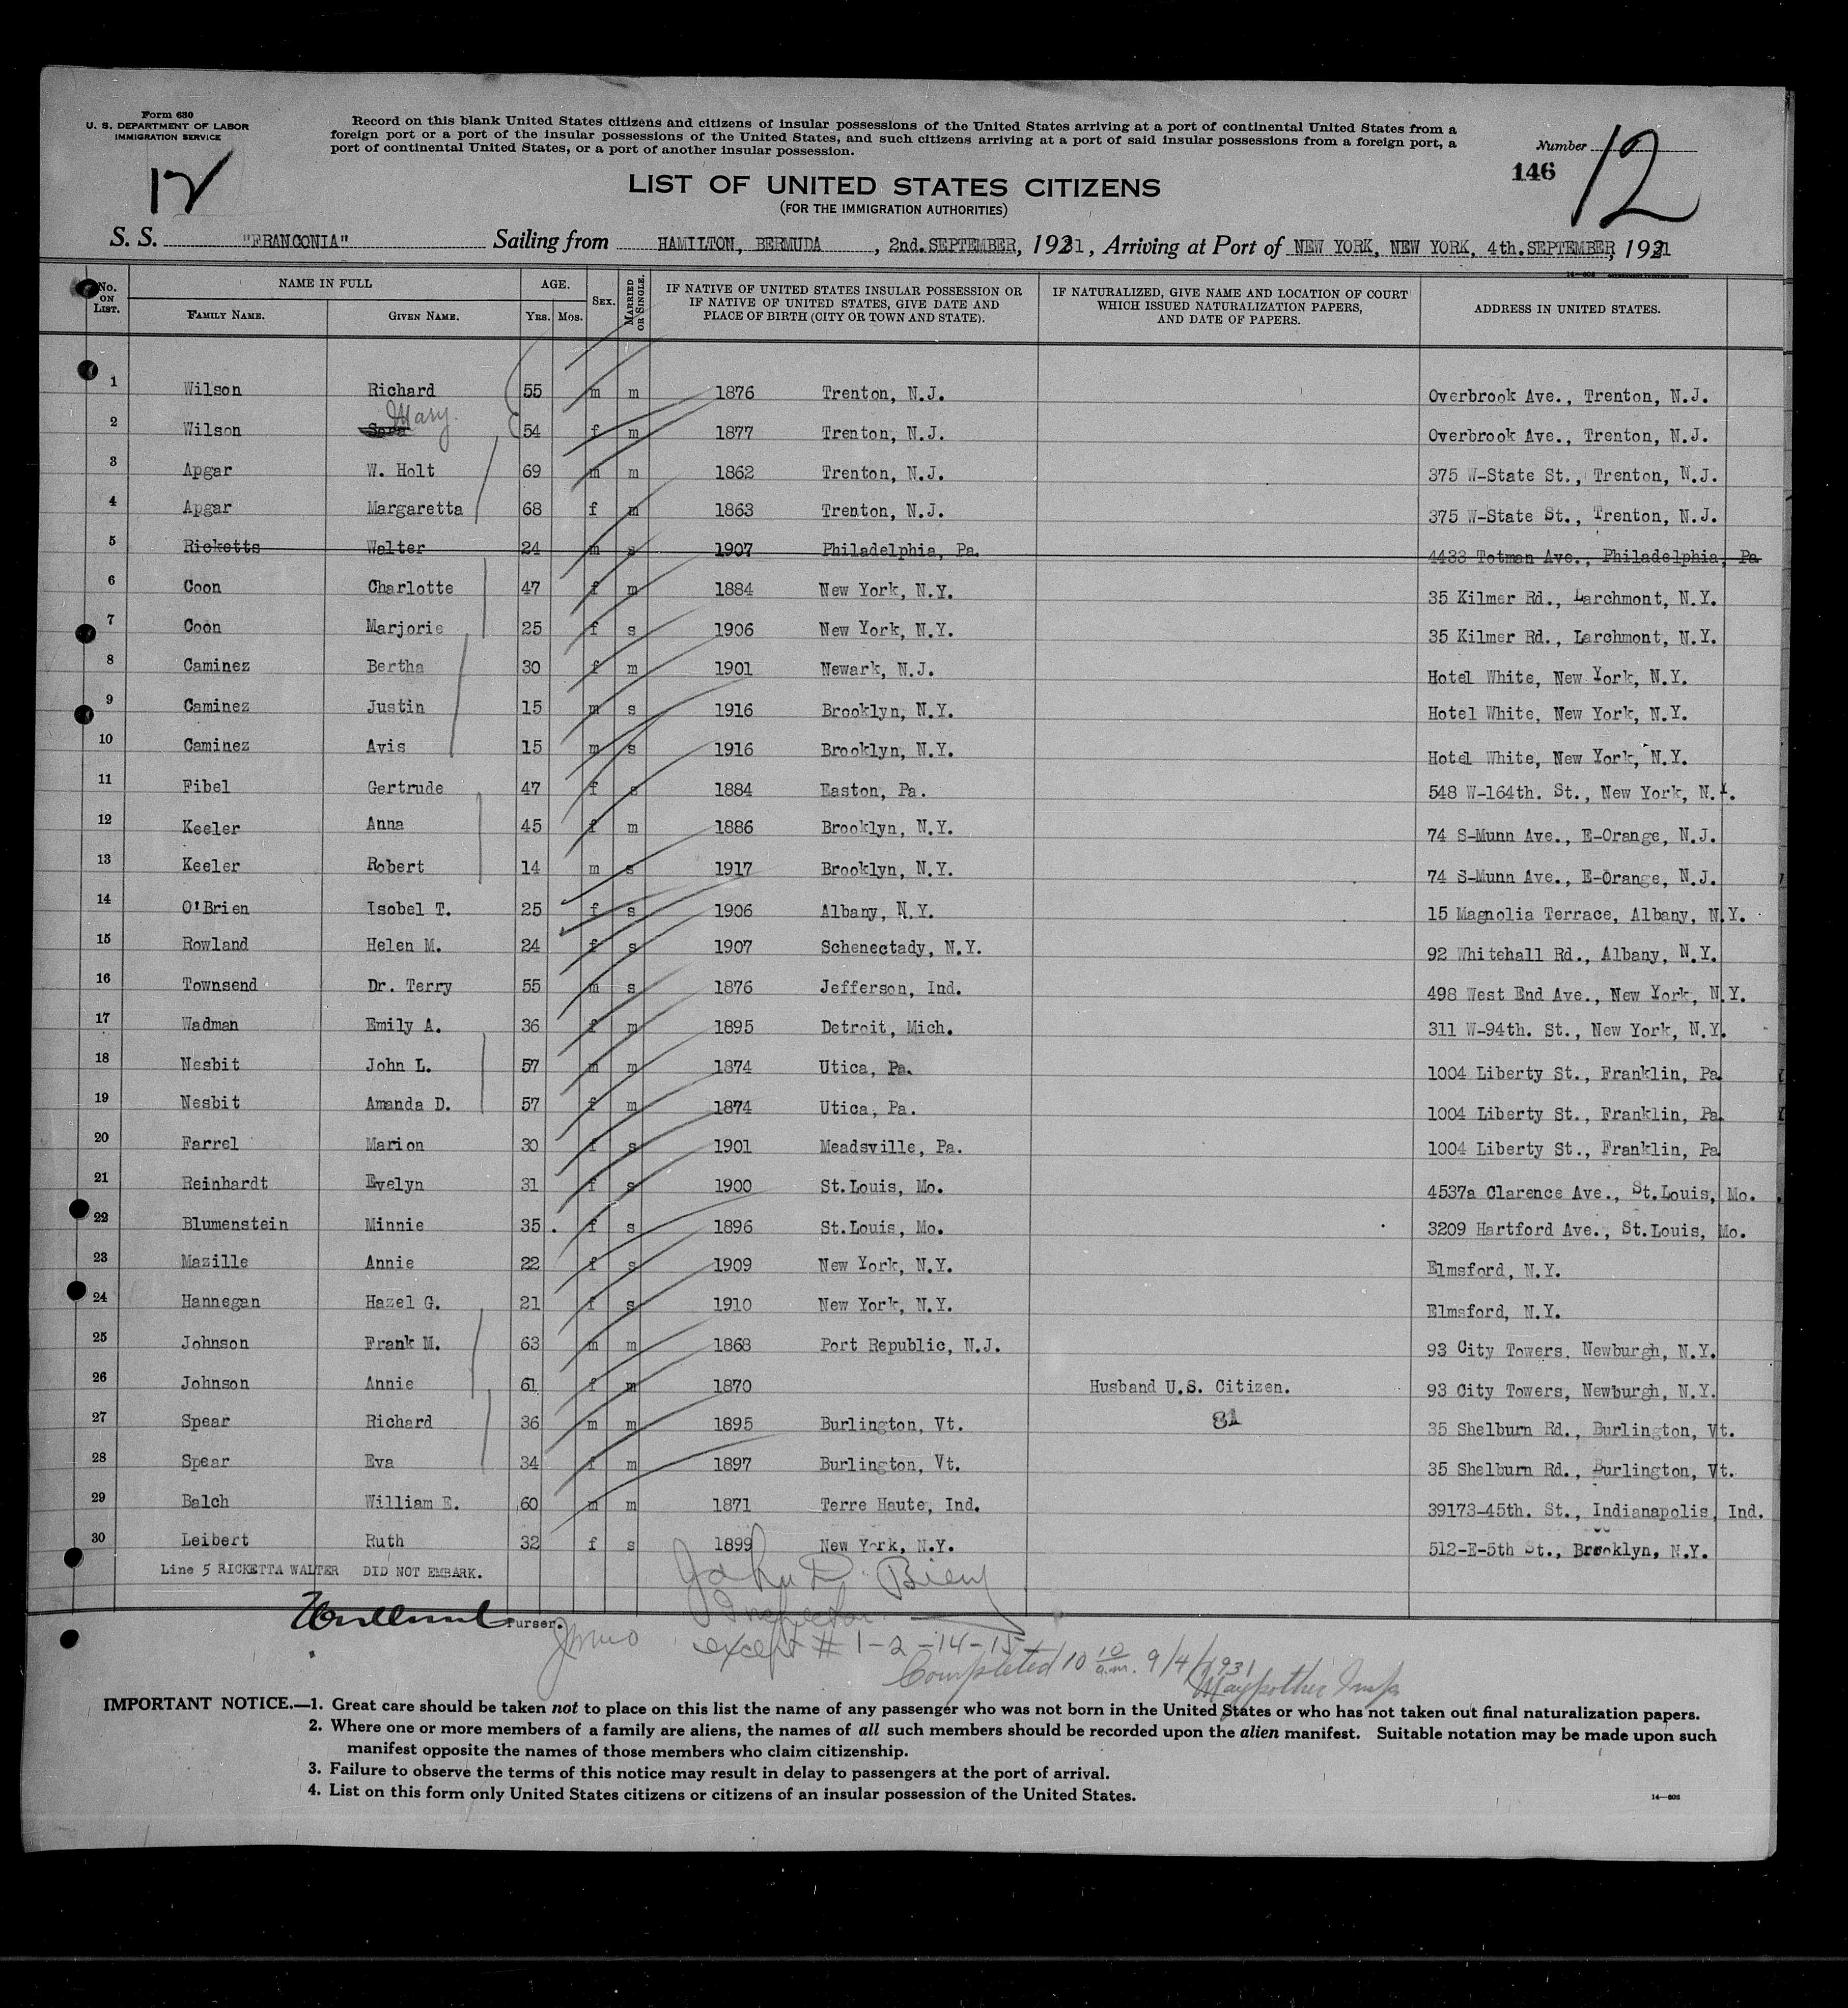 Form 630
U. S. DEPARTMENT OF LABOR
IMMIGRATION SERVICE
Record on this blank United States citizens and citizens of insular possessions of the United States arriving at a port of continental United States from a
foreign port or a port of the insular possessions of the United States, and such citizens arriving at a port of said insular possessions from a foreign port, a
port of continental United States, or a port of another insular possession.
Number 12
146
12
LIST OF UNITED STATES CITIZENS
(FOR THE IMMIGRATION AUTHORITIES)
S. S. "FRANCONIA" Sailing from HAMILTON, BERMUDA, 2nd. SEPTEMBER, 1931, Arriving at Port of NEW YORK, NEW YORK, 4th. SEPTEMBER, 1931
No. ON LIST. NAME IN FULL FAMILY NAME. GIVEN NAME. AGE. YRS. MOS. SEX. MARRIED OR SINGLE. IF NATIVE OF UNITED STATES INSULAR POSSESSION OR IF NATIVE OF UNITED STATES, GIVE DATE AND PLACE OF BIRTH (CITY OR TOWN AND STATE). IF NATURALIZED, GIVE NAME AND LOCATION OF COURT WHICH ISSUED NATURALIZATION PAPERS, AND DATE OF PAPERS. ADDRESS IN UNITED STATES.
1 Wilson Richard 55 m m 1876 Trenton, N.J. Overbrook Ave., Trenton, N.J.
2 Wilson Sara Mary. 54 f m 1877 Trenton, N.J. Overbrook Ave., Trenton, N.J.
3 Apgar W. Holt 69 m m 1862 Trenton, N.J. 375 W-State St., Trenton, N.J.
4 Apgar Margaretta 68 f m 1863 Trenton, N.J. 375 W-State St., Trenton, N.J.
5 Ricketts Walter 24 m s 1907 Philadelphia, Pa. 4433 Totman Ave., Philadelphia, Pa
6 Coon Charlotte 47 f m 1884 New York, N.Y. 35 Kilmer Rd., Larchmont, N.Y.
7 Coon Marjorie 25 f s 1906 New York, N.Y. 35 Kilmer Rd., Larchmont, N.Y.
8 Caminez Bertha 30 f m 1901 Newark, N.J. Hotel White, New York, N.Y.
9 Caminez Justin 15 m s 1916 Brooklyn, N.Y. Hotel White, New York, N.Y.
10 Caminez Avis 15 m s 1916 Brooklyn, N.Y. Hotel White, New York, N.Y.
11 Fibel Gertrude 47 f s 1884 Easton, Pa. 548 W-164th. St., New York, N.Y.
12 Keeler Anna 45 f m 1886 Brooklyn, N.Y. 74 S-Munn Ave., E-Orange, N.J.
13 Keeler Robert 14 m s 1917 Brooklyn, N.Y. 74 S-Munn Ave., E-Orange, N.J.
14 O'Brien Isobel T. 25 f s 1906 Albany, N.Y. 15 Magnolia Terrace, Albany, N.Y.
15 Rowland Helen M. 24 f s 1907 Schenectady, N.Y. 92 Whitehall Rd., Albany, N.Y.
16 Townsend Dr. Terry 55 m s 1876 Jefferson, Ind. 498 West End Ave., New York, N.Y.
17 Wadman Emily A. 36 f m 1895 Detroit, Mich. 311 W-94th. St., New York, N.Y.
18 Nesbit John L. 57 m m 1874 Utica, Pa. 1004 Liberty St., Franklin, Pa
19 Nesbit Amanda D. 57 f m 1874 Utica, Pa. 1004 Liberty St., Franklin, Pa.
20 Farrel Marion 30 f s 1901 Meadsville, Pa. 1004 Liberty St., Franklin, Pa
21 Reinhardt Evelyn 31 f s 1900 St.Louis, Mo. 4537a Clarence Ave., St.Louis, Mo.
22 Blumenstein Minnie 35. f s 1896 St.Louis, Mo. 3209 Hartford Ave., St.Louis, Mo.
23 Mazille Annie 22 f s 1909 New York, N.Y. Elmsford, N.Y.
24 Hannegan Hazel G. 21 f s 1910 New York, N.Y. Elmsford, N.Y.
25 Johnson Frank M. 63 m m 1868 Port Republic, N.J. 93 City Towers, Newburgh, N.Y.
26 Johnson Annie 61 f m 1870 Husband U.S. Citizen. 93 City Towers, Newburgh, N.Y.
27 Spear Richard 36 m m 1895 Burlington, Vt. 81 35 Shelburn Rd., Burlington, Vt.
28 Spear Eva 34 f m 1897 Burlington, Vt. 35 Shelburn Rd., Burlington, Vt.
29 Balch William E. 60 m m 1871 Terre Haute, Ind. 39173-45th. St., Indianapolis, Ind.
30 Leibert Ruth 32 f s 1899 New York, N.Y. 512-E-5th St., Brooklyn, N.Y.
Line 5 RICKETTA WALTER DID NOT EMBARK.
Purser.
John D.
Inspector
except # 1-2-14-15
Completed 10 10 a.m. 9/4/1931
IMPORTANT NOTICE.—1. Great care should be taken not to place on this list the name of any passenger who was not born in the United States or who has not taken out final naturalization papers.
2. Where one or more members of a family are aliens, the names of all such members should be recorded upon the alien manifest. Suitable notation may be made upon such
manifest opposite the names of those members who claim citizenship.
3. Failure to observe the terms of this notice may result in delay to passengers at the port of arrival.
4. List on this form only United States citizens or citizens of an insular possession of the United States.